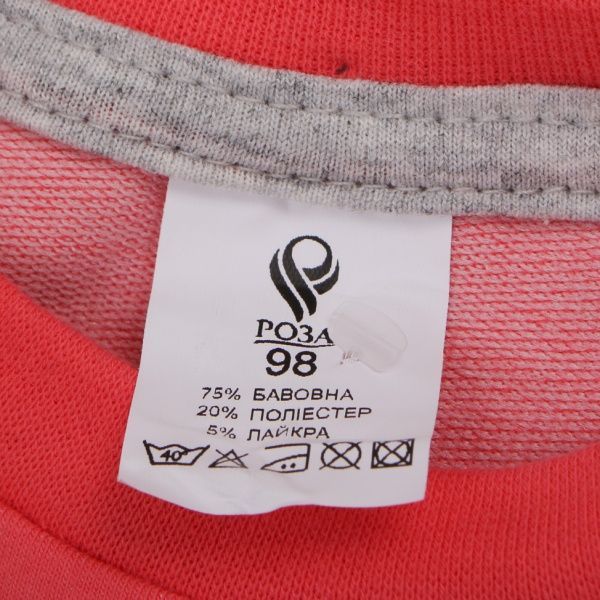 РОЗА
98
75% БАВОВНА
20% ПОЛІЕСТЕР
5% ЛАЙКРА
40°